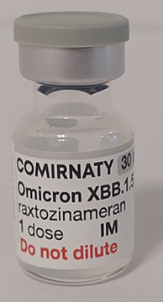 COMIRNATY 30
Omicron XBB.1.5
raxtozinameran
1 dose IM
Do not dilute